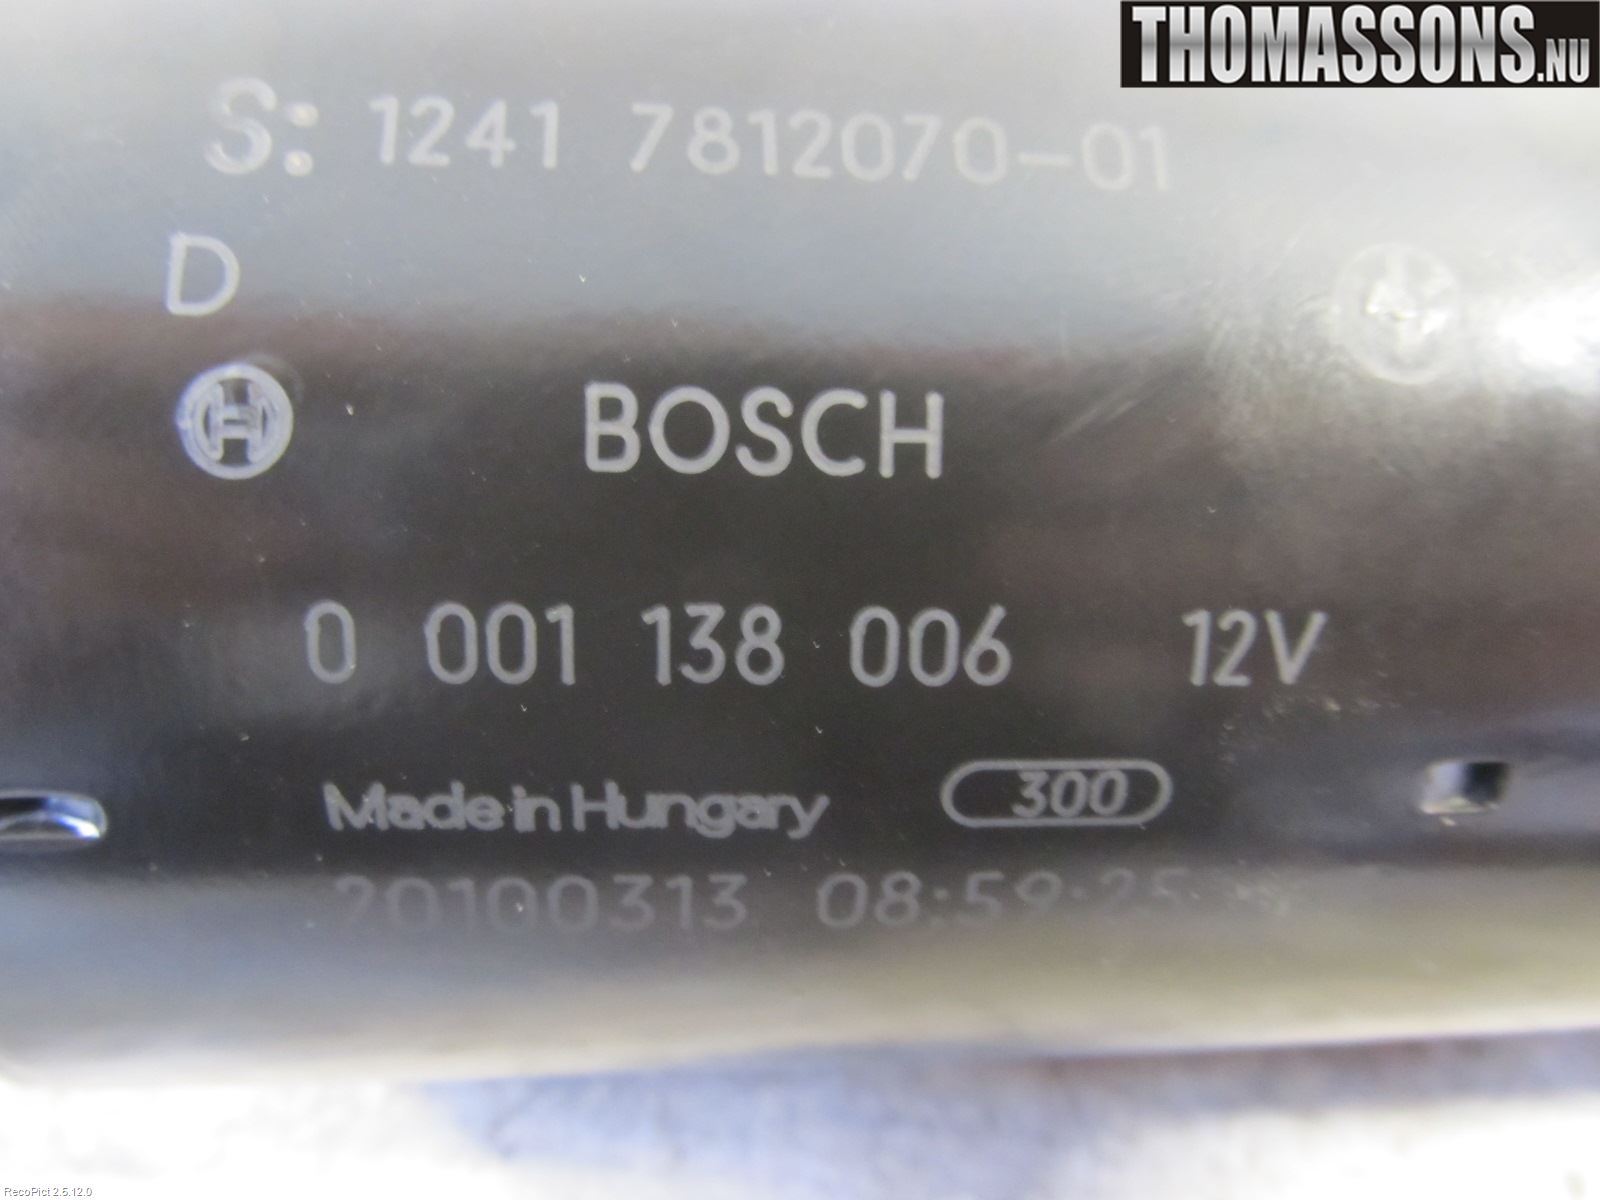 THOMASSONS.NU
S: 1241 7812070-01
D
BOSCH
0 001 138 006 12V
Made in Hungary 300
20100313 08:59:25
RecoPict 2.5.12.0